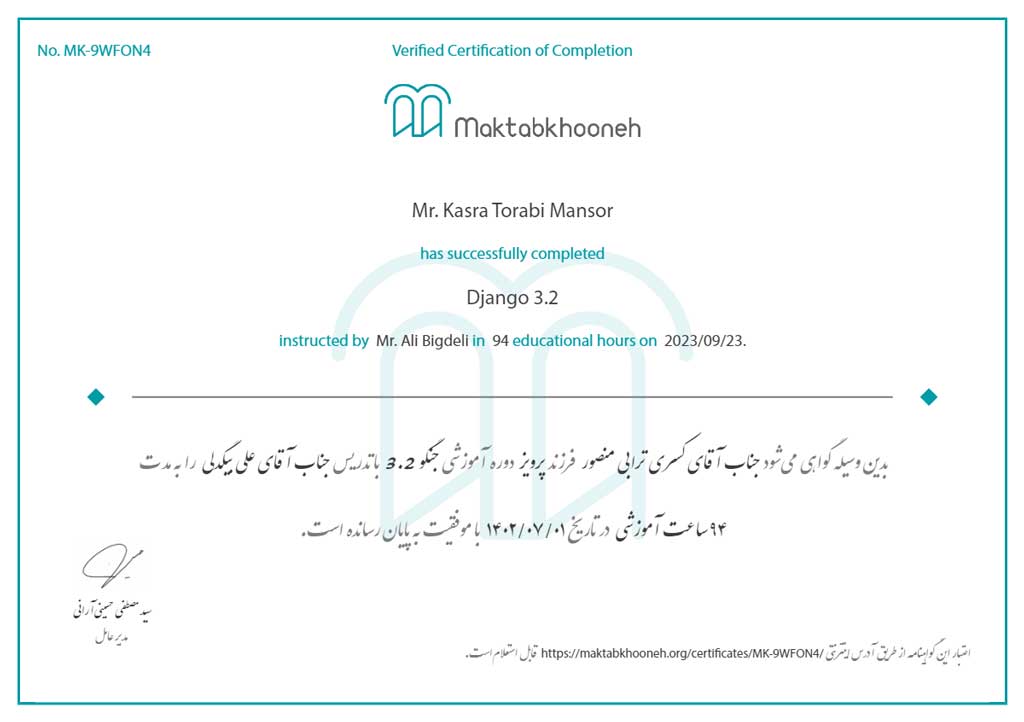 No. MK-9WFON4
Verified Certification of Completion
Maktabkhooneh
Mr. Kasra Torabi Mansor
has successfully completed
Django 3.2
instructed by Mr. Ali Bigdeli in 94 educational hours on 2023/09/23.
بدین وسیله گواهی می‌شود جناب آقای کسری ترابی منصور فرزند پرویز دوره آموزشی جنگو 3.2 با تدریس جناب آقای علی بیگدلی را به مدت
۹۴ ساعت آموزشی در تاریخ ۱۴۰۲/۰۷/۰۱ با موفقیت به پایان رسانده است.
سید مصطفی حسینی آرانی
مدیر عامل
اعتبار این گواهینامه از طریق آدرس اینترنتی https://maktabkhooneh.org/certificates/MK-9WFON4/ قابل استعلام است.